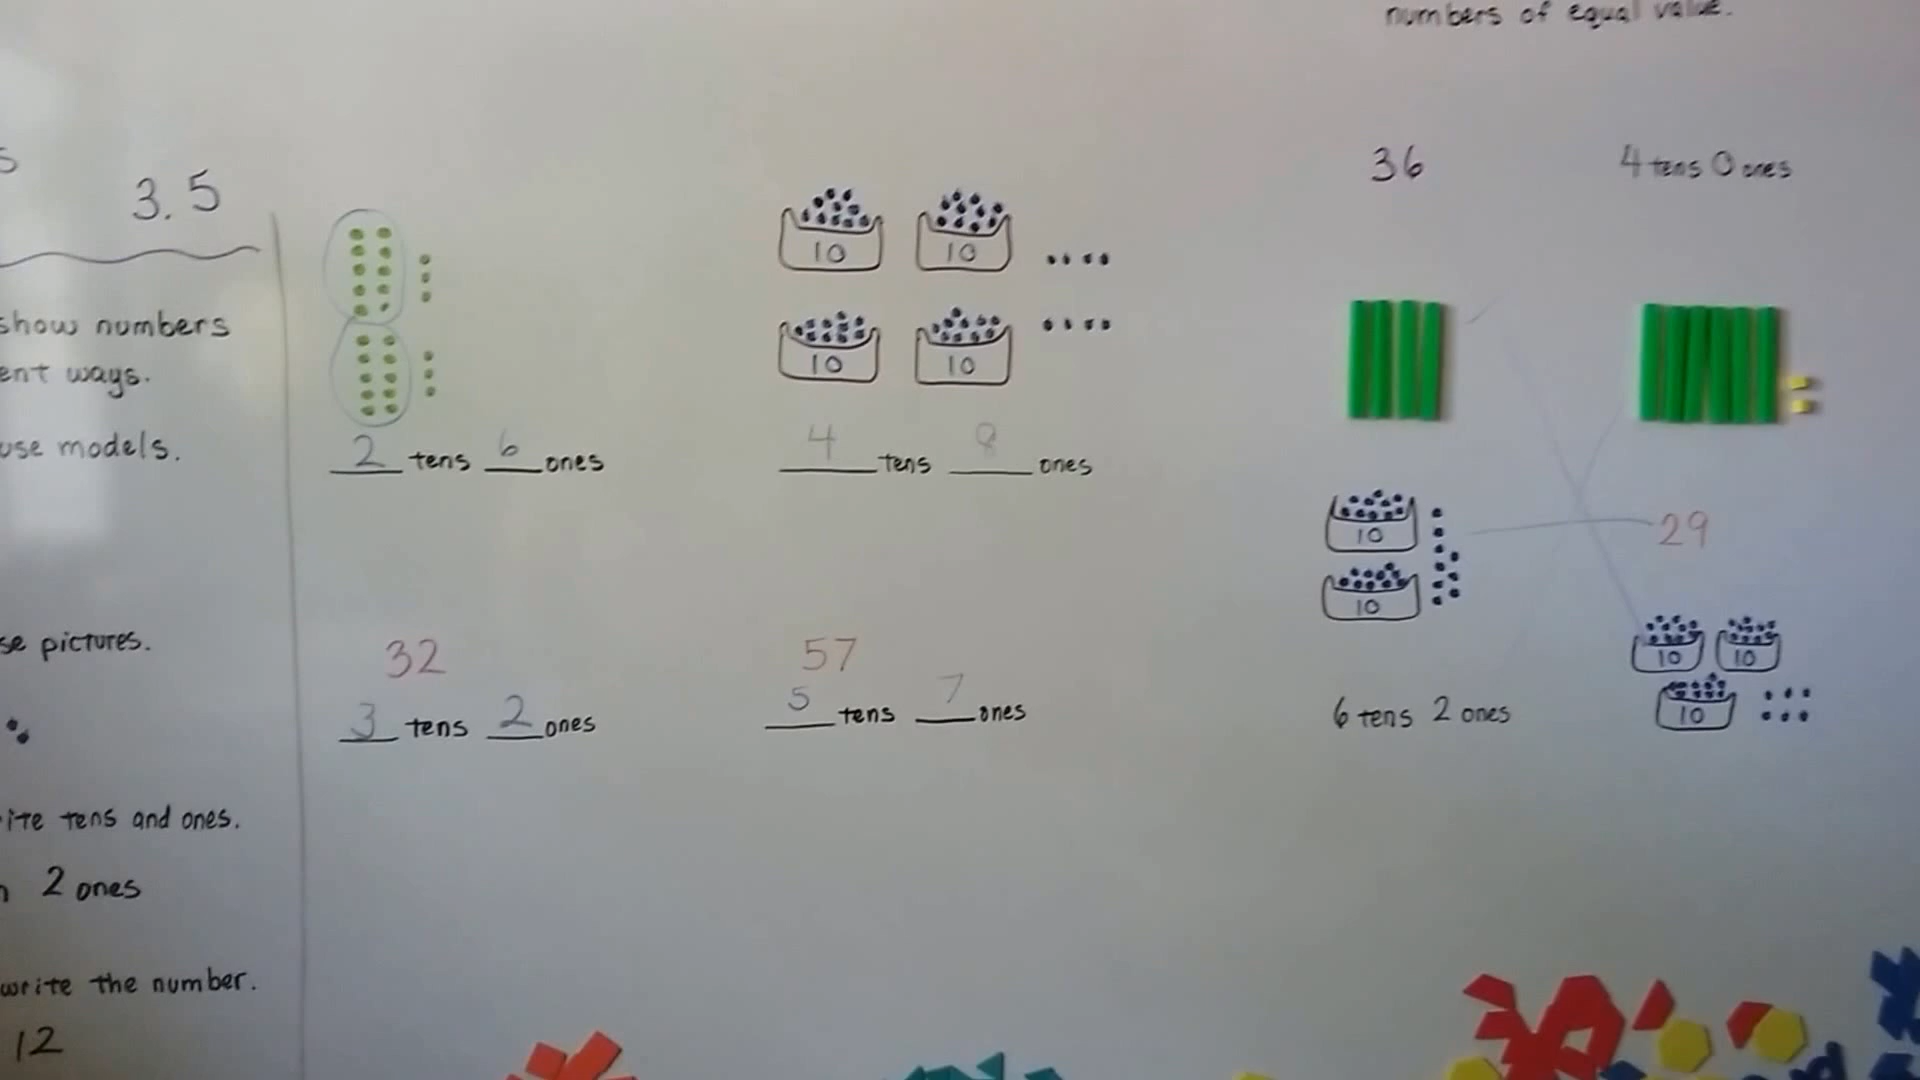 numbers of equal value.
3.5
show numbers
ways.
use models.
pictures.
tens and ones.
2 ones
write the number.
12
2 tens 6 ones
10 10
10 10
4 tens 8 ones
32
3 tens 2 ones
57
5 tens 7 ones
36 4 tens 0 ones
10
10
29
6 tens 2 ones
10 10
10